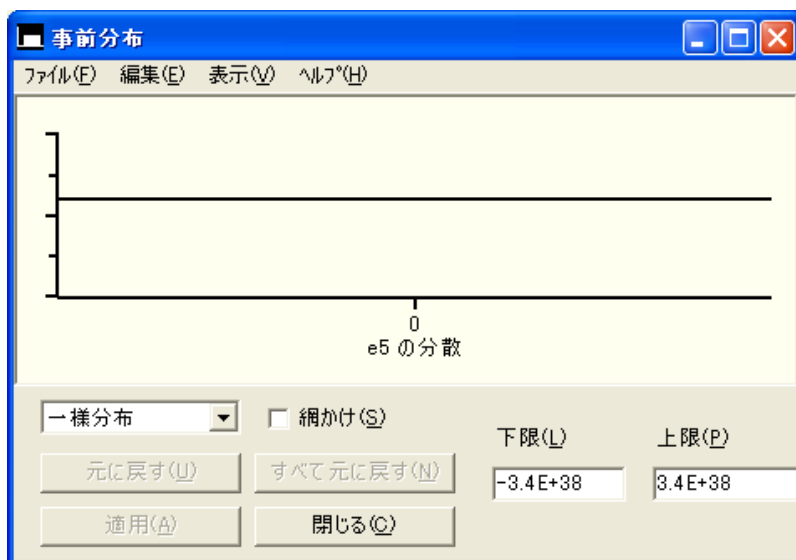 事前分布
ファイル(F) 編集(E) 表示(V) ヘルプ(H)
0
e5 の分散
一様分布
網かけ(S)
下限(L)
上限(P)
元に戻す(U)
すべて元に戻す(N)
-3.4E+38
3.4E+38
適用(A)
閉じる(C)